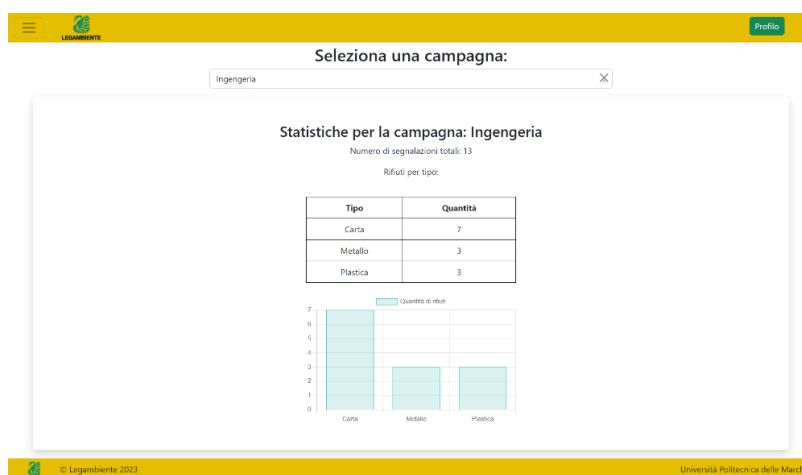 LEGAMBIENTE
Profilo
Seleziona una campagna:
Ingengeria
Statistiche per la campagna: Ingengeria
Numero di segnalazioni totali: 13
Rifiuti per tipo:
Tipo Quantità
Carta 7
Metallo 3
Plastica 3
Quantità di rifiuti
7
6
5
4
3
2
1
0
Carta Metallo Plastica
© Legambiente 2023 Università Politecnica delle March